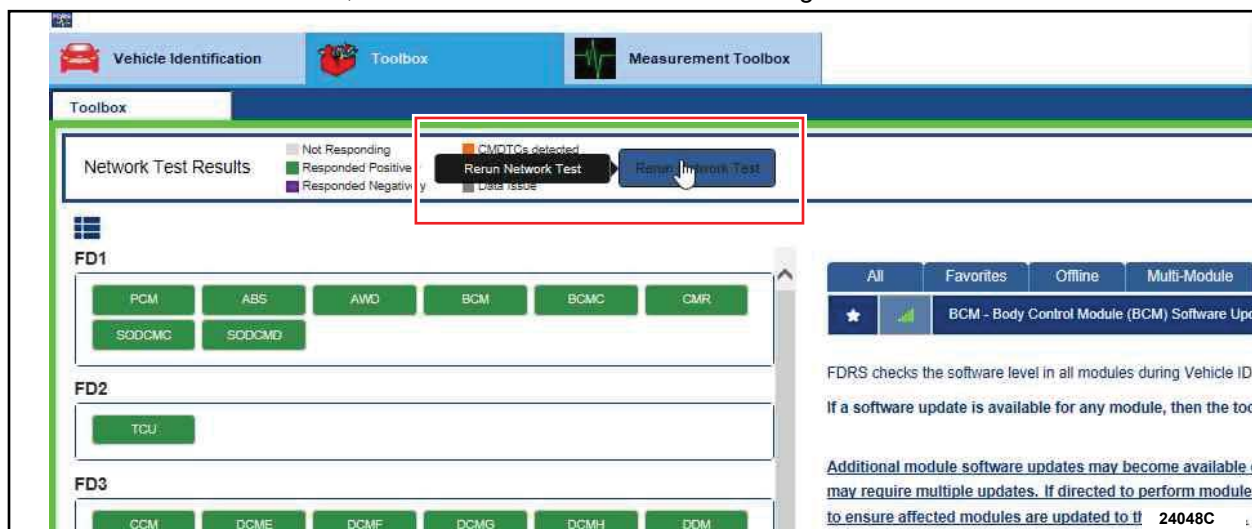 Vehicle Identification
Toolbox
Measurement Toolbox
Toolbox
Network Test Results
Not Responding
Responded Positive
Responded Negativ y
CMDTCs detected
Rerun Network Test
Data Issue
Rerun Network Test
FD1
PCM
ABS
AWD
BCM
BCMC
CMR
SODCMC
SODCMD
FD2
TCU
FD3
CCM
DCME
DCMF
DCMG
DCMH
DDM
All
Favorites
Offline
Multi-Module
BCM - Body Control Module (BCM) Software Upd
FDRS checks the software level in all modules during Vehicle ID
If a software update is available for any module, then the too
Additional module software updates may become available
may require multiple updates. If directed to perform module
to ensure affected modules are updated to th
24048C